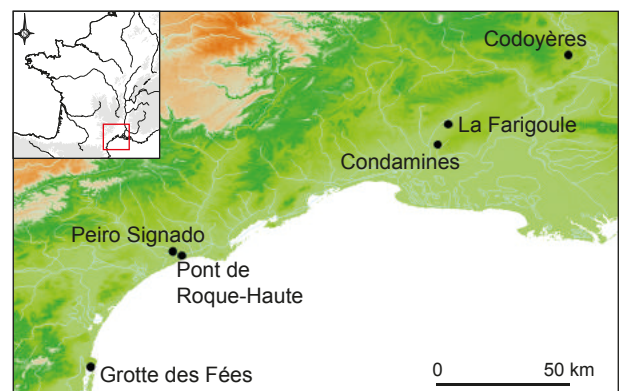 Codoyères
La Farigoule
Condamines
Peiro Signado
Pont de
Roque-Haute
Grotte des Fées
0 50 km